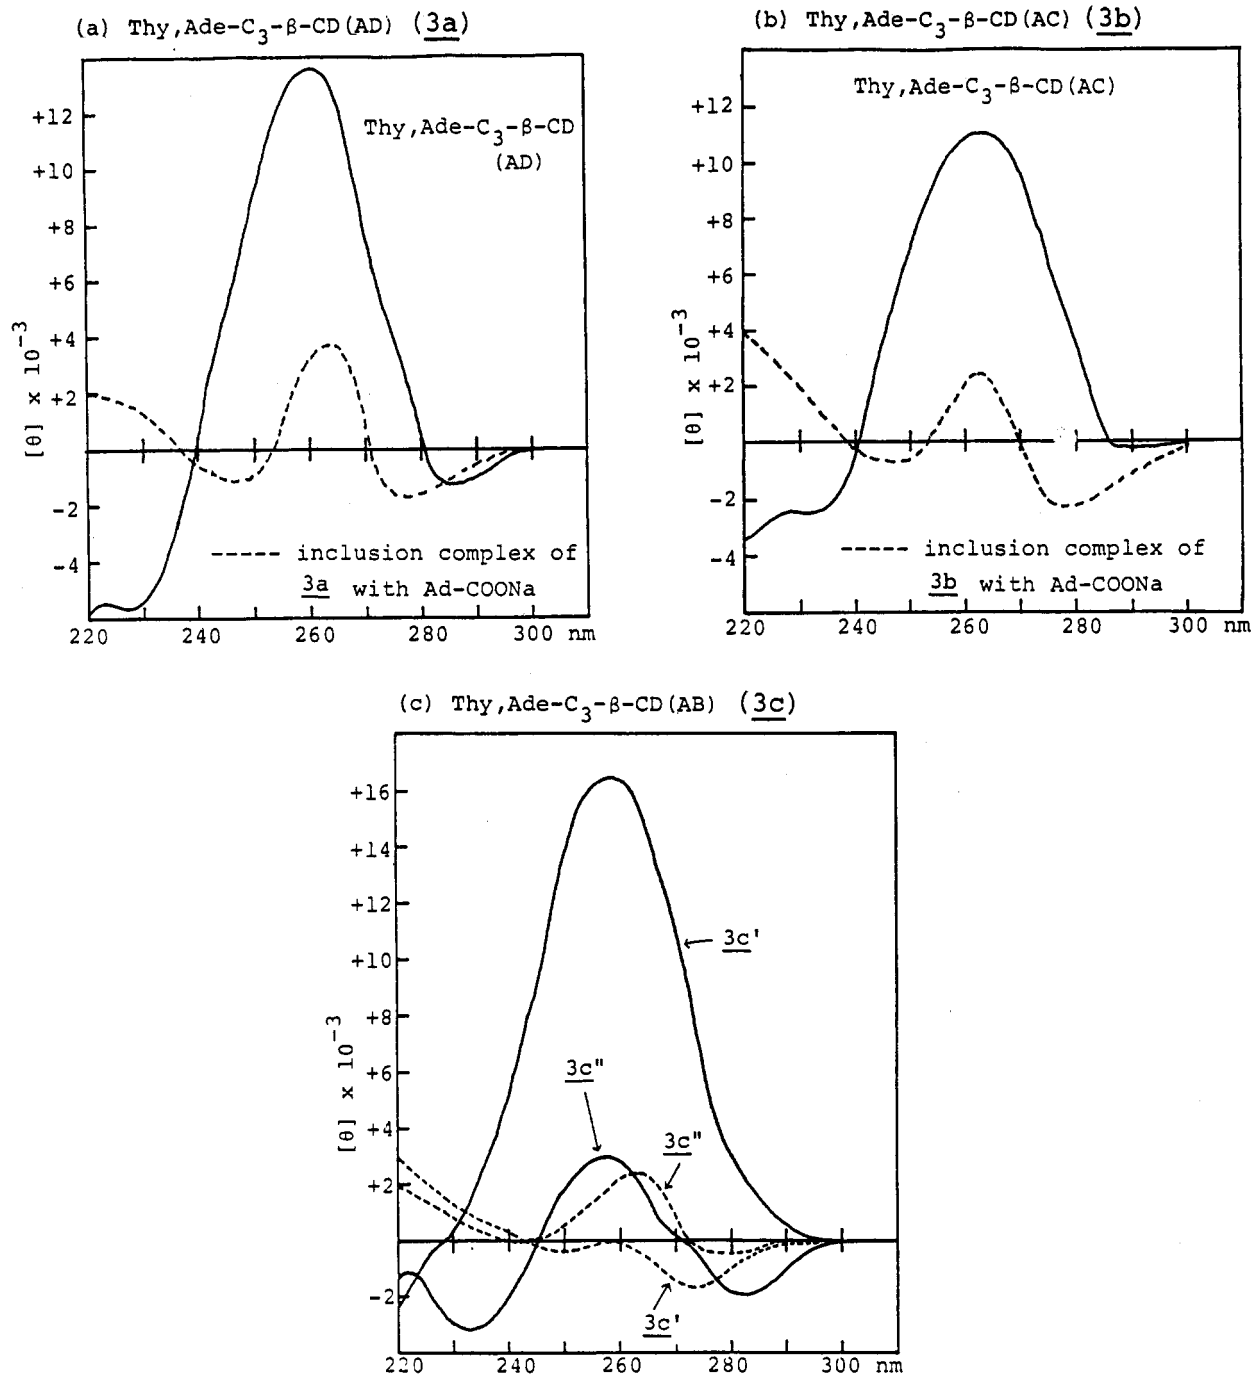 (a) Thy,Ade-C₃-β-CD(AD) (3a)
+12
+10
+8
+6
+4
+2
-2
-4
[θ] x 10⁻³
Thy,Ade-C₃-β-CD
(AD)
------ inclusion complex of
3a with Ad-COONa
220 240 260 280 300 nm
(b) Thy,Ade-C₃-β-CD(AC) (3b)
+12
+10
+8
+6
+4
+2
-2
-4
[θ] x 10⁻³
Thy,Ade-C₃-β-CD(AC)
------ inclusion complex of
3b with Ad-COONa
220 240 260 280 300 nm
(c) Thy,Ade-C₃-β-CD(AB) (3c)
+16
+14
+12
+10
+8
+6
+4
+2
-2
[θ] x 10⁻³
3c'
3c"
3c"
3c'
220 240 260 280 300 nm